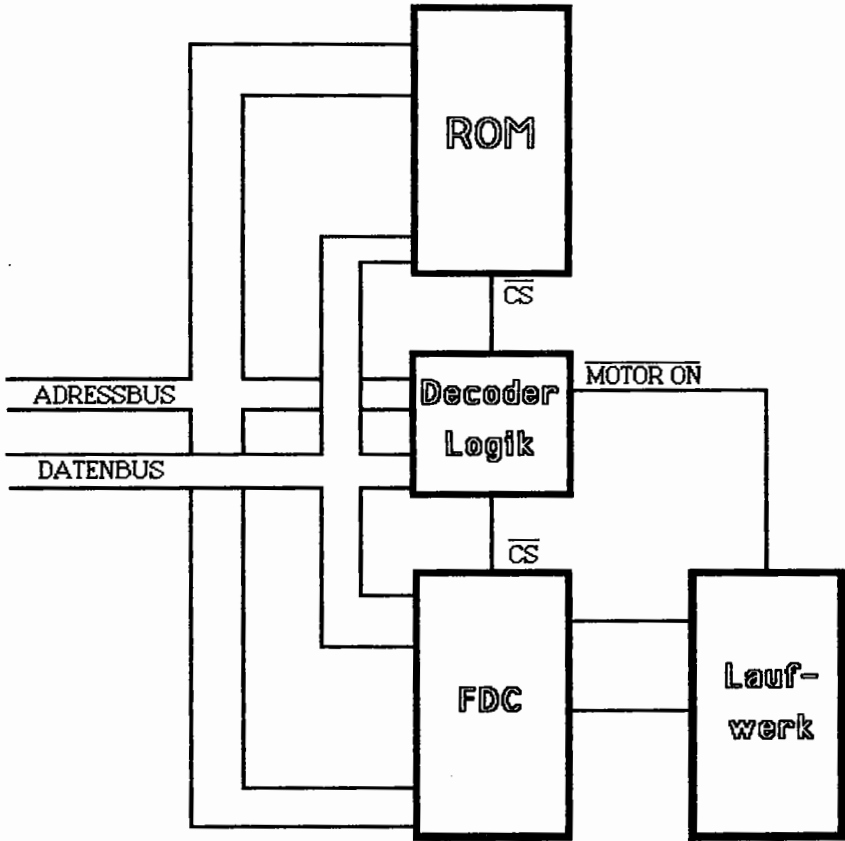 ROM
CS
ADRESSBUS
Decoder
Logik
MOTOR ON
DATENBUS
CS
FDC
Lauf-
werk